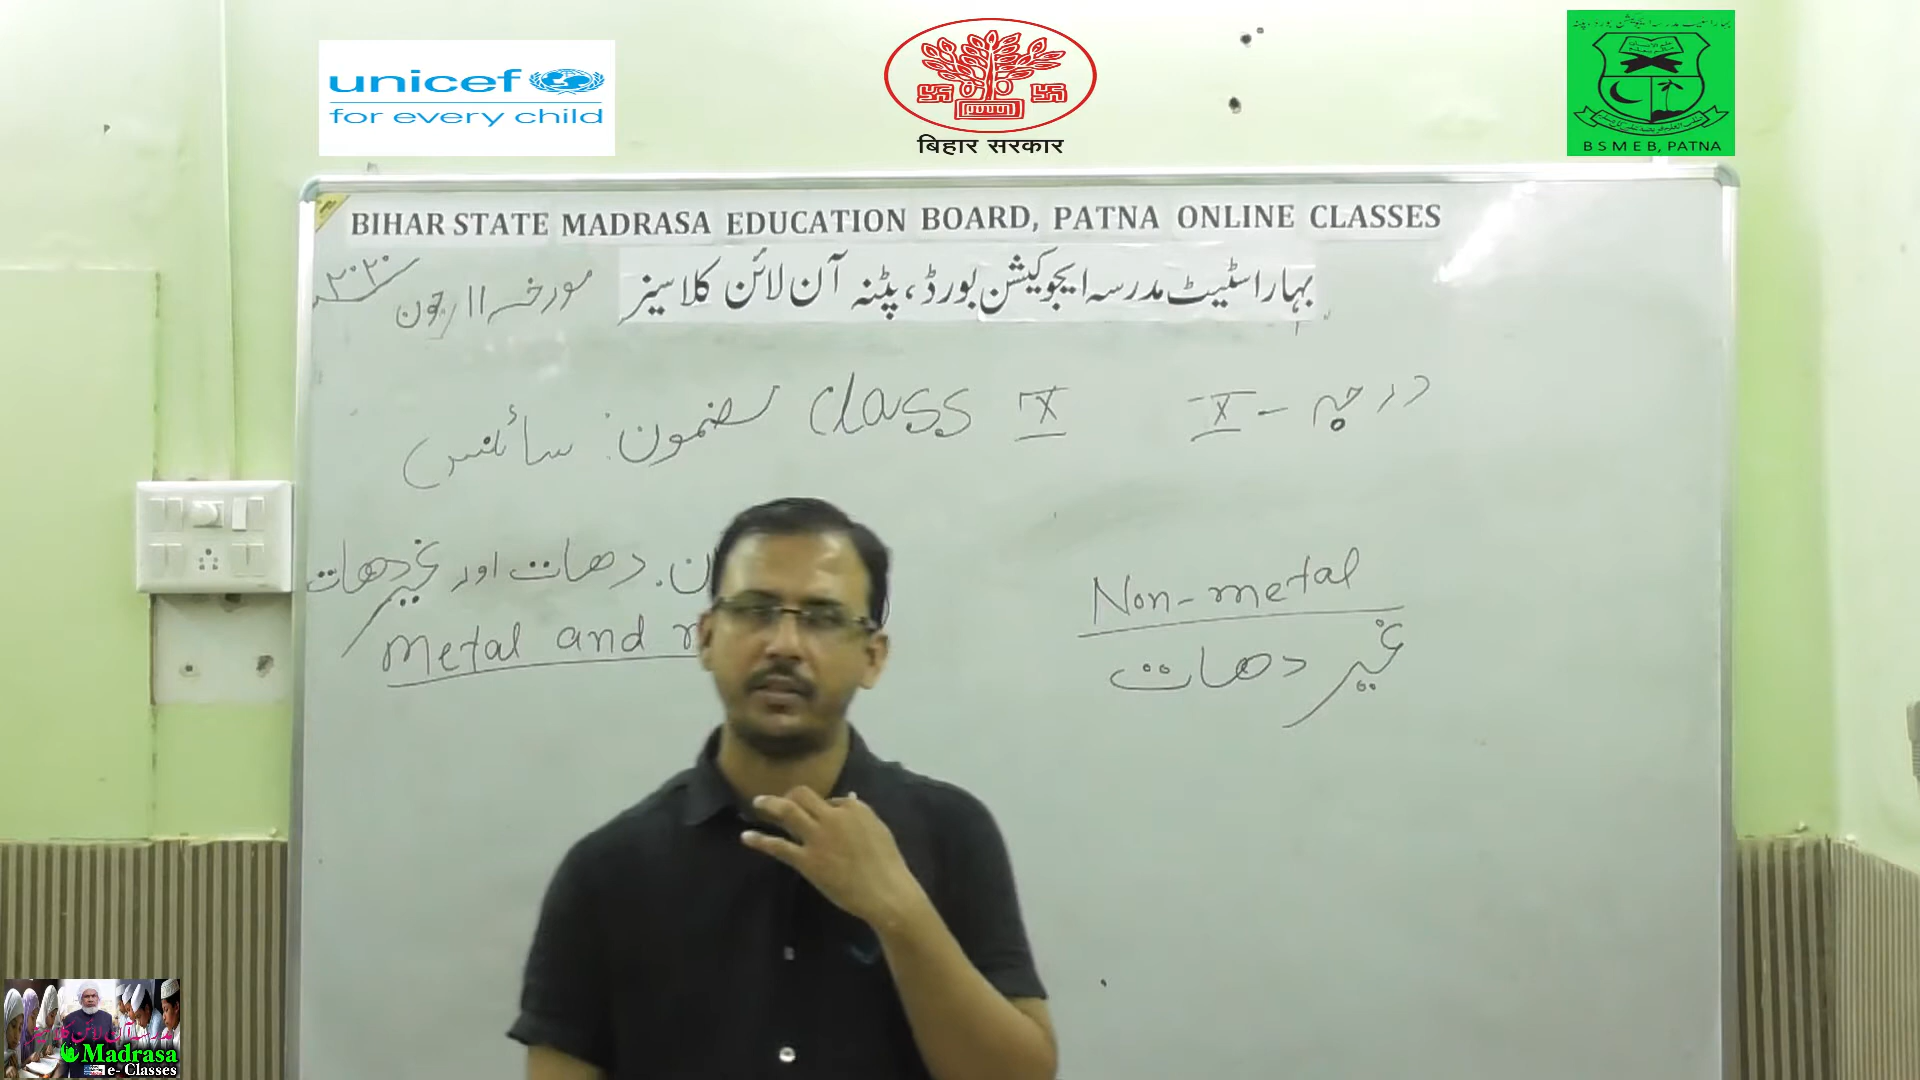 unicef
for every child
बिहार सरकार
B S M E B, PATNA
BIHAR STATE MADRASA EDUCATION BOARD, PATNA ONLINE CLASSES
بہار اسٹیٹ مدرسہ ایجوکیشن بورڈ، پٹنہ آن لائن کلاسیز
مورخہ ۱۱ جون ۲۰۲۰
درجہ - X
Class X
مضمون: سائنس
دھات اور غیر دھات
Metal and
Non-metal
غیر دھات
Madrasa
e- Classes